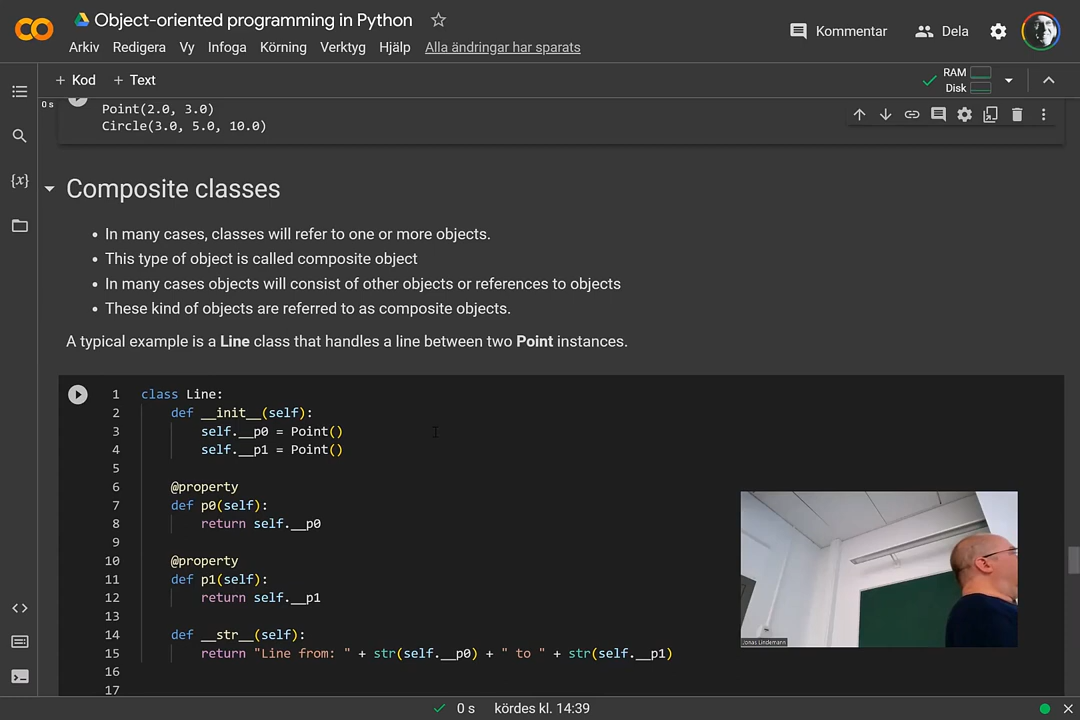 Object-oriented programming in Python
Arkiv Redigera Vy Infoga Körning Verktyg Hjälp Alla ändringar har sparats
Kommentar Dela
+ Kod + Text
RAM
Disk
0 s
Point(2.0, 3.0)
Circle(3.0, 5.0, 10.0)
{x}
Composite classes
• In many cases, classes will refer to one or more objects.
• This type of object is called composite object
• In many cases objects will consist of other objects or references to objects
• These kind of objects are referred to as composite objects.
A typical example is a Line class that handles a line between two Point instances.
1 class Line:
2 def __init__(self):
3 self.__p0 = Point()
4 self.__p1 = Point()
5
6 @property
7 def p0(self):
8 return self.__p0
9
10 @property
11 def p1(self):
12 return self.__p1
13
14 def __str__(self):
15 return "Line from: " + str(self.__p0) + " to " + str(self.__p1)
16
17
Jonas Lindemann
0 s kördes kl. 14:39